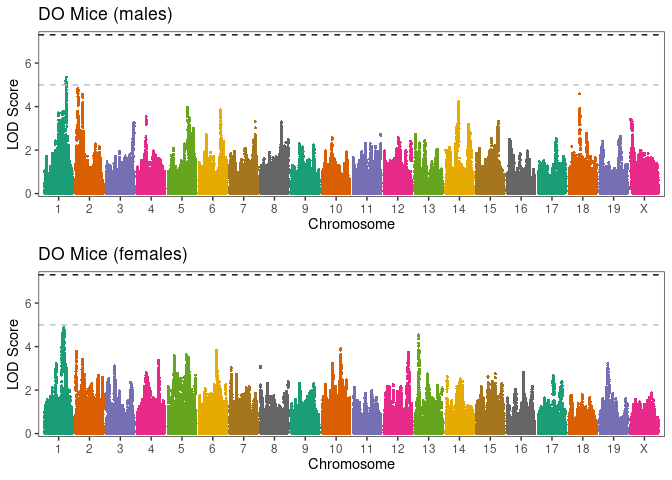 DO Mice (males)
LOD Score
6
4
2
0
1 2 3 4 5 6 7 8 9 10 11 12 13 14 15 16 17 18 19 X
Chromosome
DO Mice (females)
LOD Score
6
4
2
0
1 2 3 4 5 6 7 8 9 10 11 12 13 14 15 16 17 18 19 X
Chromosome